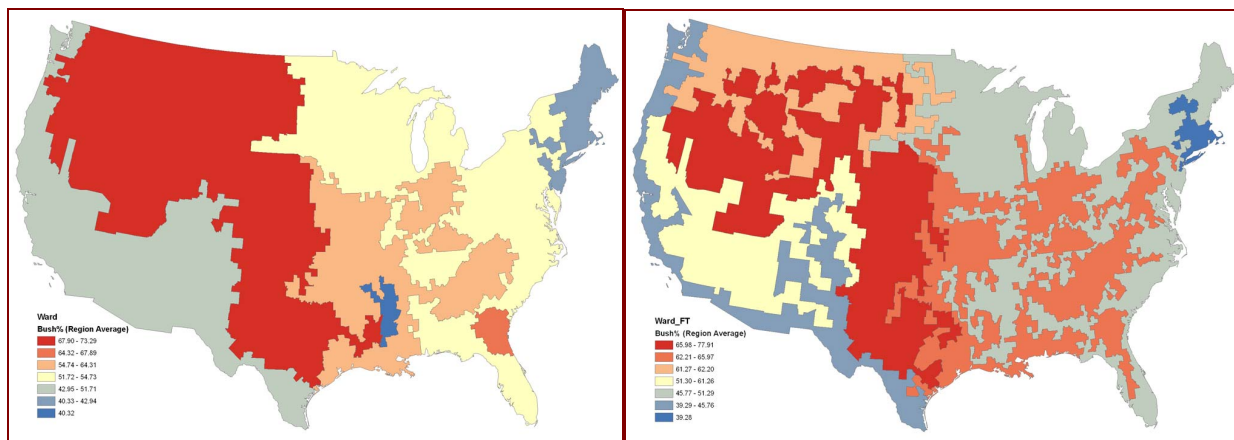 Ward
Bush% (Region Average)
67.90 - 73.29
64.32 - 67.89
54.74 - 64.31
51.72 - 54.73
42.95 - 51.71
40.33 - 42.94
40.32
Ward_FT
Bush% (Region Average)
65.98 - 77.91
62.21 - 65.97
61.27 - 62.20
51.30 - 61.26
45.77 - 51.29
39.29 - 45.76
39.28